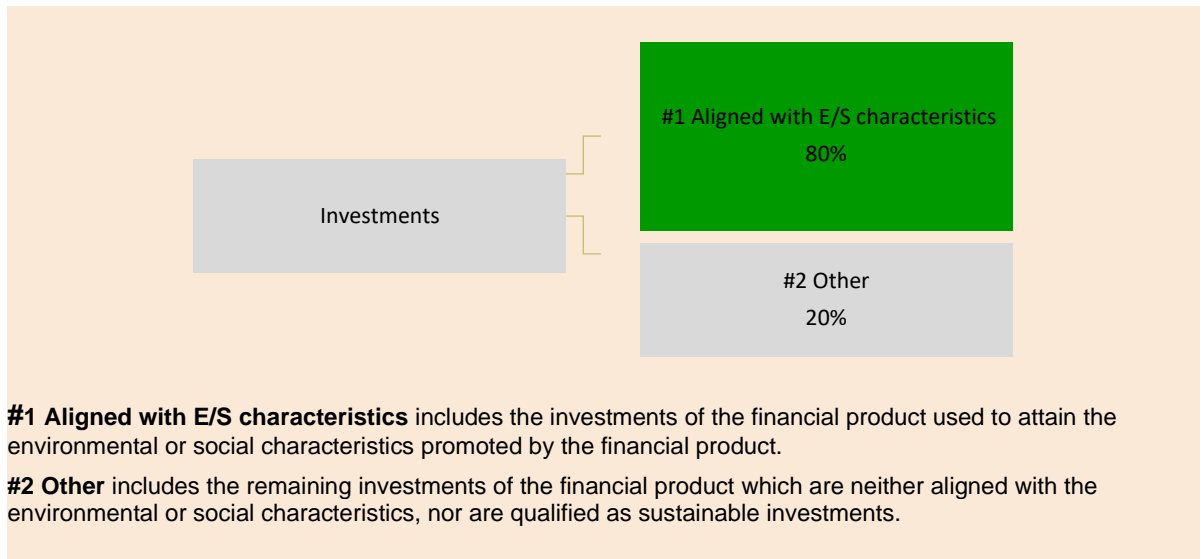 #1 Aligned with E/S characteristics
80%
Investments
#2 Other
20%
#1 Aligned with E/S characteristics includes the investments of the financial product used to attain the
environmental or social characteristics promoted by the financial product.
#2 Other includes the remaining investments of the financial product which are neither aligned with the
environmental or social characteristics, nor are qualified as sustainable investments.